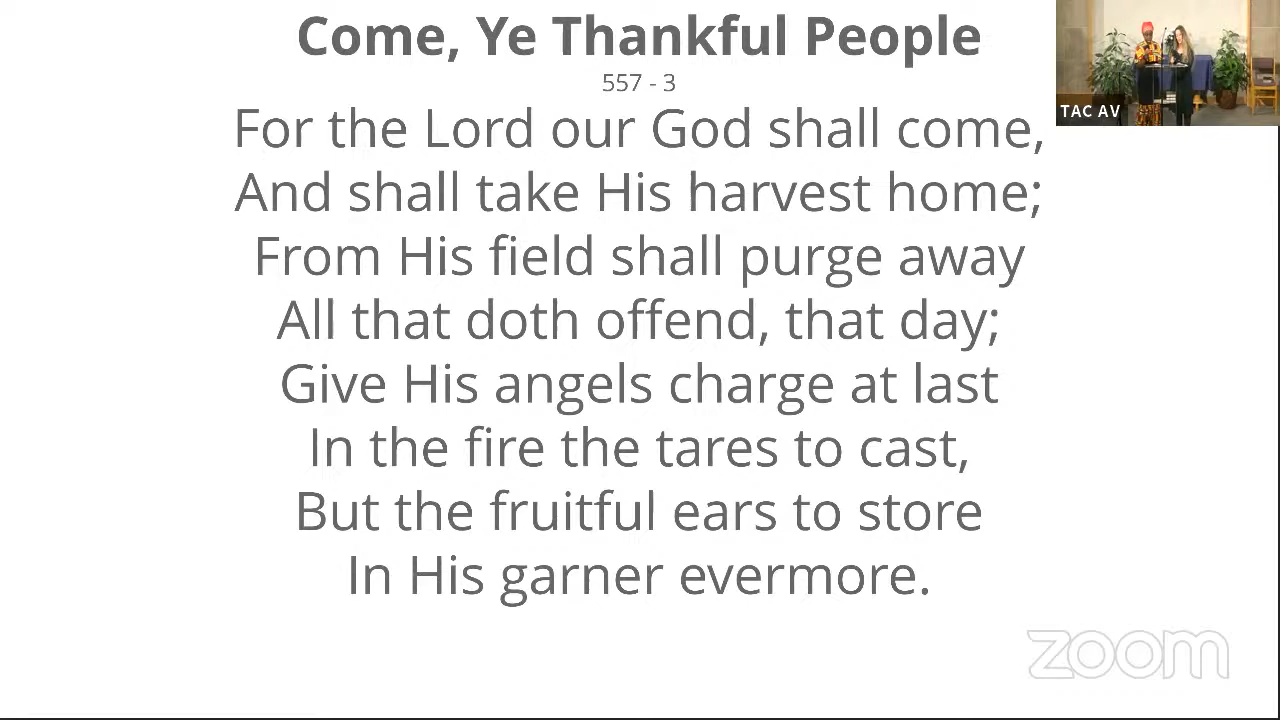 Come, Ye Thankful People
557 - 3
For the Lord our God shall come,
And shall take His harvest home;
From His field shall purge away
All that doth offend, that day;
Give His angels charge at last
In the fire the tares to cast,
But the fruitful ears to store
In His garner evermore.
TAC AV
zoom